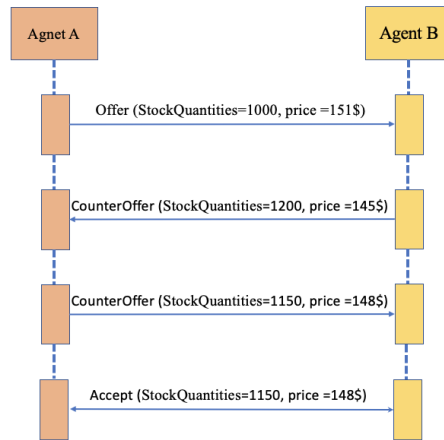 Agnet A
Agent B
Offer (StockQuantities=1000, price =151$)
CounterOffer (StockQuantities=1200, price =145$)
CounterOffer (StockQuantities=1150, price =148$)
Accept (StockQuantities=1150, price =148$)